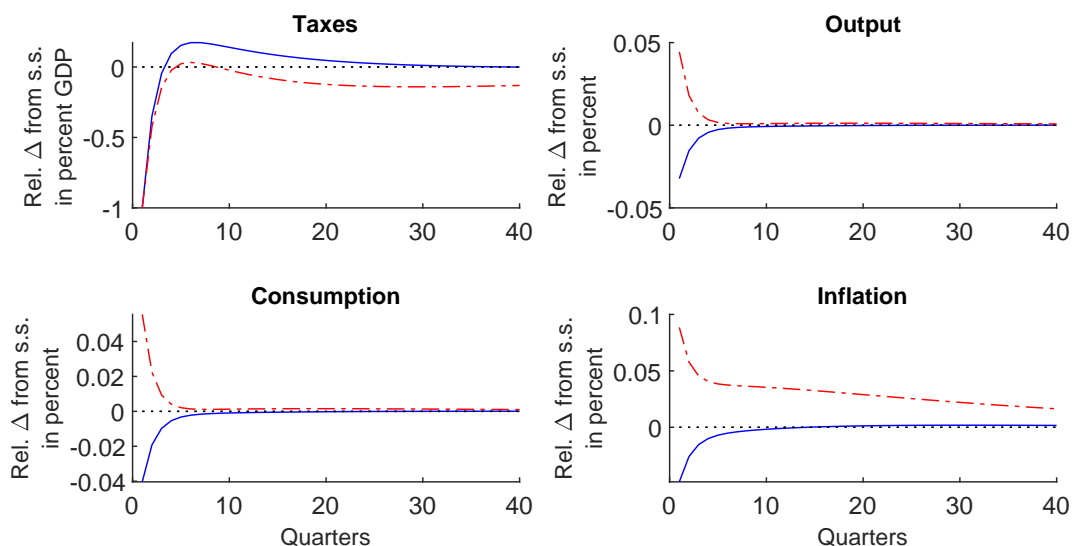 Taxes
Rel. Δ from s.s.
in percent GDP
0
-0.5
-1
0
10
20
30
40
Output
Rel. Δ from s.s.
in percent
0.05
0
-0.05
0
10
20
30
40
Consumption
Rel. Δ from s.s.
in percent
0.04
0.02
0
-0.02
-0.04
0
10
20
30
40
Quarters
Inflation
Rel. Δ from s.s.
in percent
0.1
0.05
0
0
10
20
30
40
Quarters